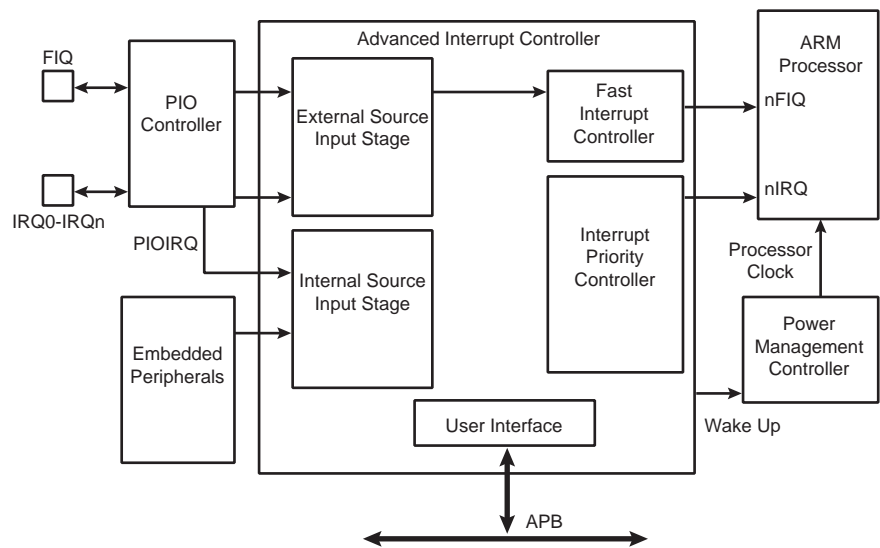 Advanced Interrupt Controller
FIQ
PIO
Controller
External Source
Input Stage
Fast
Interrupt
Controller
ARM
Processor
nFIQ
nIRQ
IRQ0-IRQn
PIOIRQ
Internal Source
Input Stage
Interrupt
Priority
Controller
Processor
Clock
Embedded
Peripherals
Power
Management
Controller
User Interface
Wake Up
APB